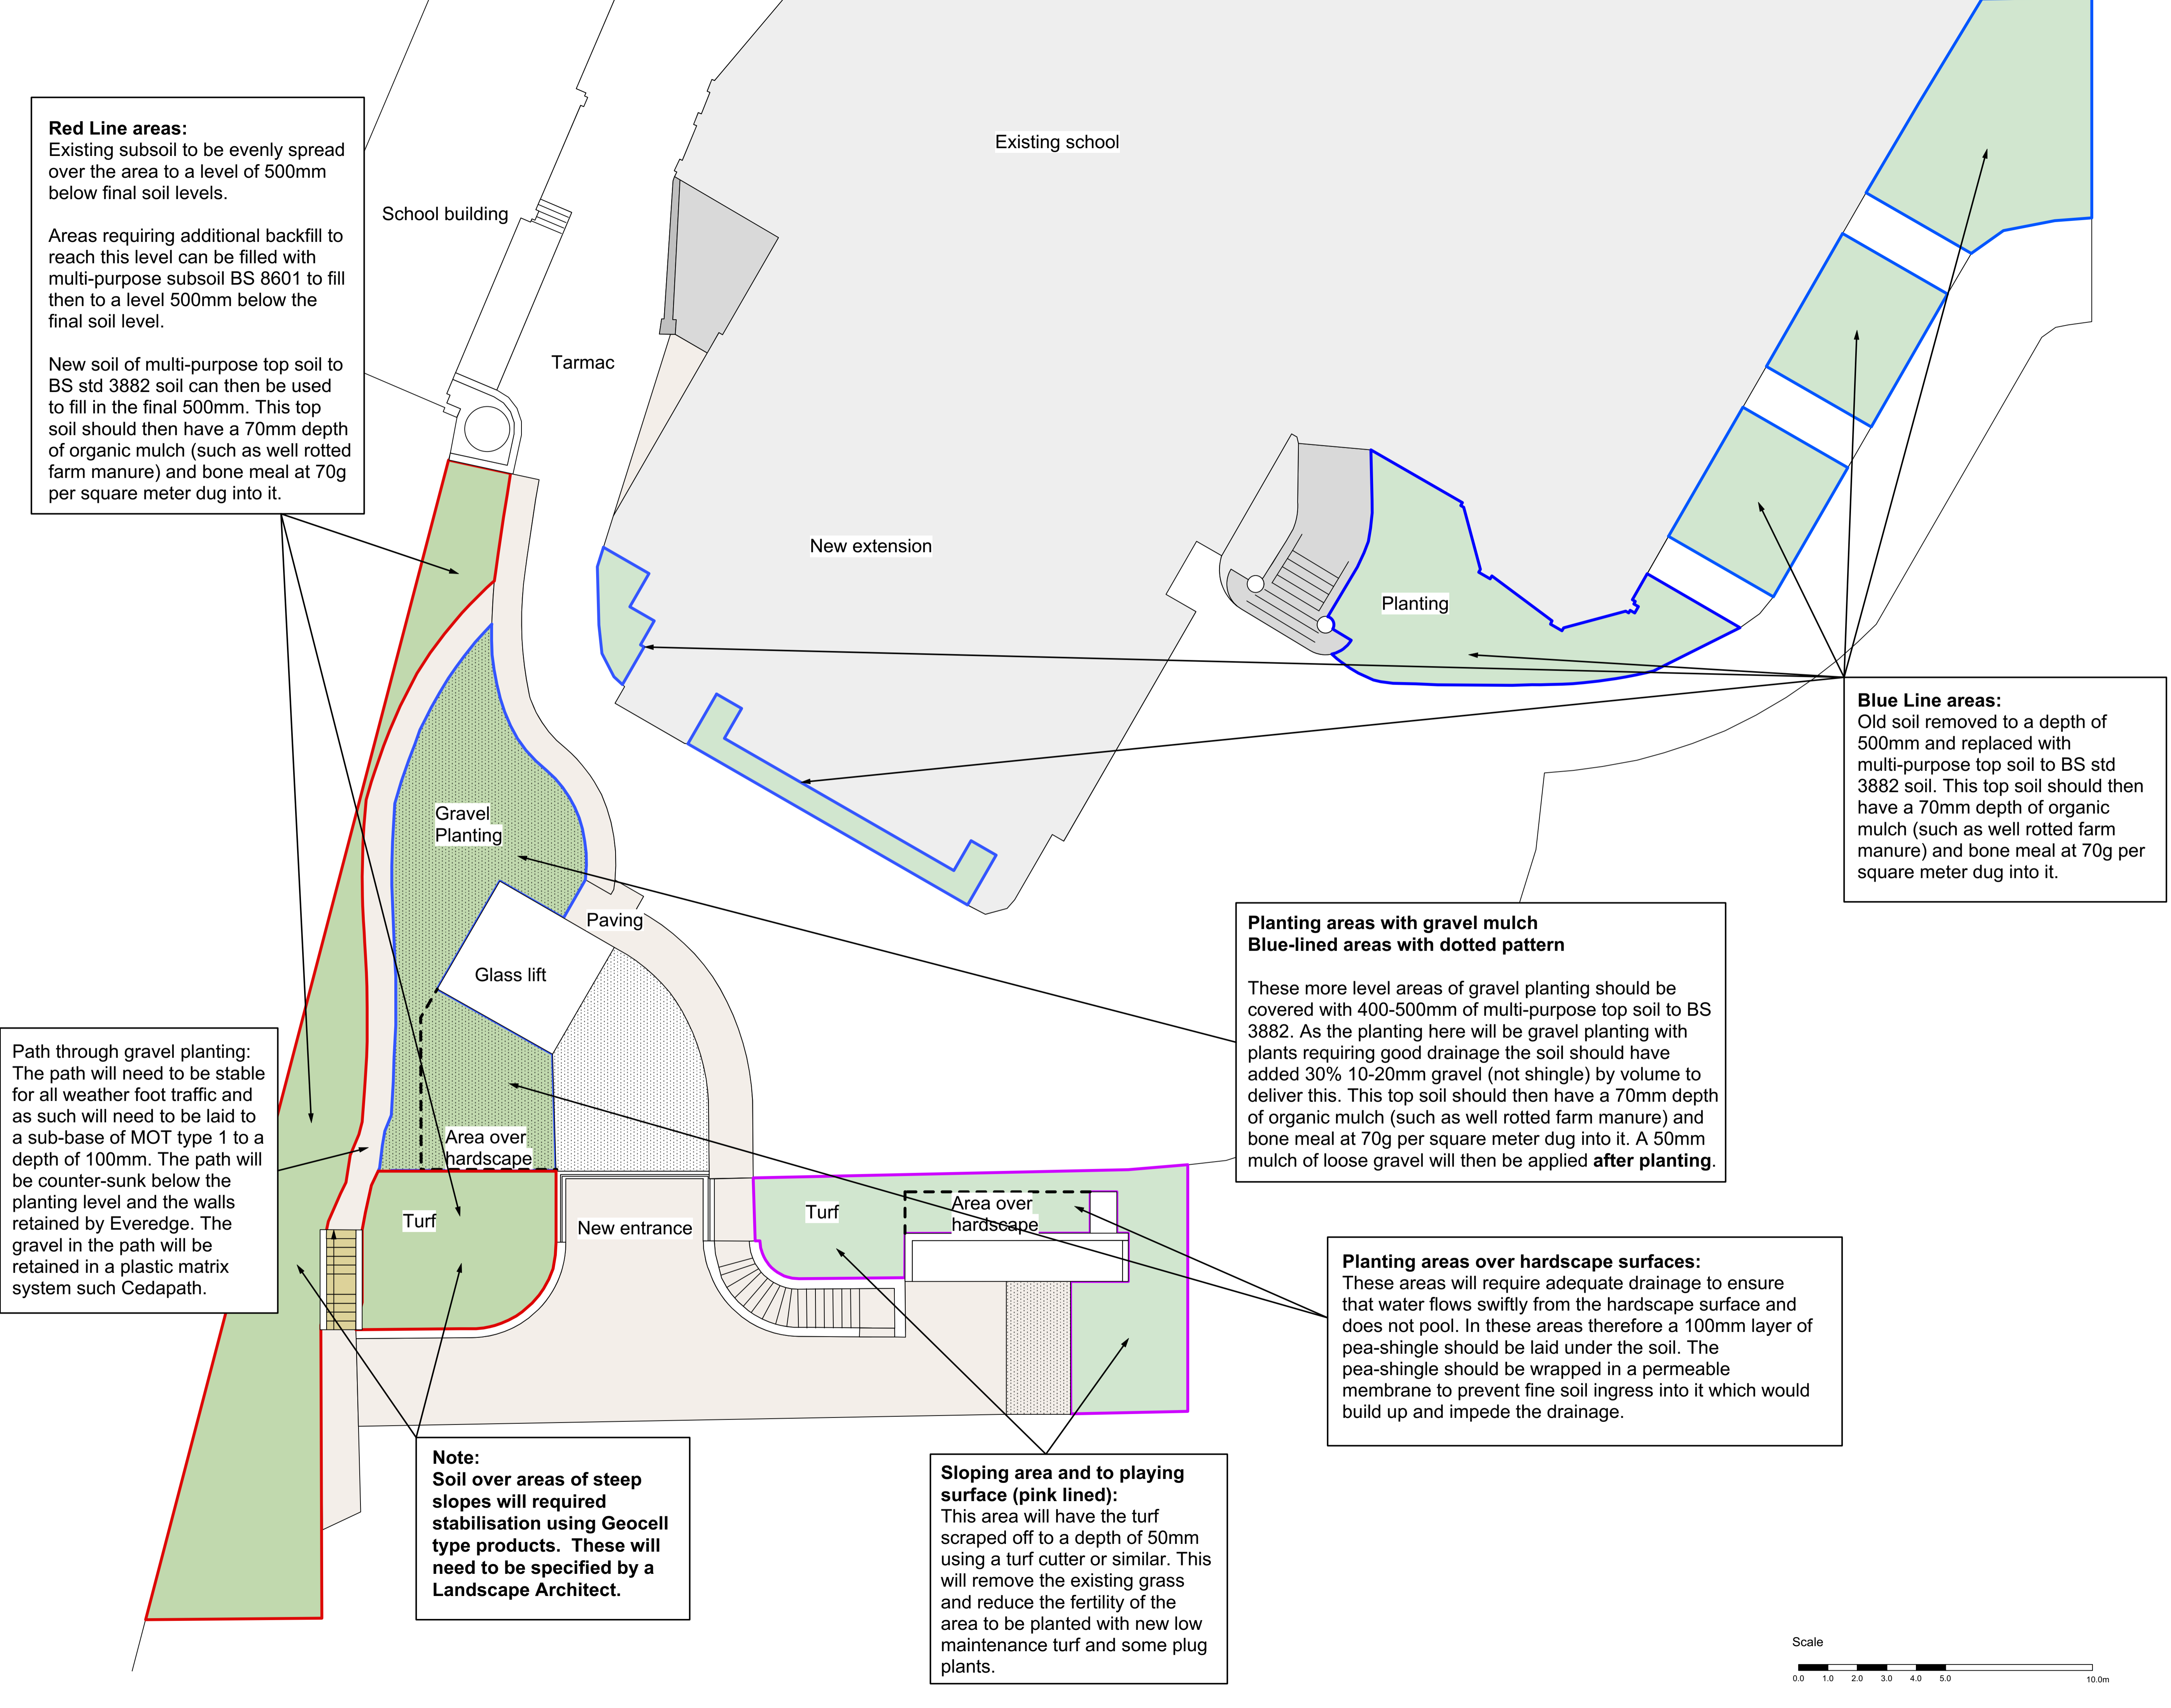 Existing school
Red Line areas:
Existing subsoil to be evenly spread
over the area to a level of 500mm
below final soil levels.
Areas requiring additional backfill to
reach this level can be filled with
multi-purpose subsoil BS 8601 to fill
then to a level 500mm below the
final soil level.
New soil of multi-purpose top soil to
BS std 3882 soil can then be used
to fill in the final 500mm. This top
soil should then have a 70mm depth
of organic mulch (such as well rotted
farm manure) and bone meal at 70g
per square meter dug into it.
School building
Tarmac
New extension
Planting
Blue Line areas:
Old soil removed to a depth of
500mm and replaced with
multi-purpose top soil to BS std
3882 soil. This top soil should then
have a 70mm depth of organic
mulch (such as well rotted farm
manure) and bone meal at 70g per
square meter dug into it.
Gravel
Planting
Paving
Glass lift
Planting areas with gravel mulch
Blue-lined areas with dotted pattern
These more level areas of gravel planting should be
covered with 400-500mm of multi-purpose top soil to BS
3882. As the planting here will be gravel planting with
plants requiring good drainage the soil should have
added 30% 10-20mm gravel (not shingle) by volume to
deliver this. This top soil should then have a 70mm depth
of organic mulch (such as well rotted farm manure) and
bone meal at 70g per square meter dug into it. A 50mm
mulch of loose gravel will then be applied after planting.
Path through gravel planting:
The path will need to be stable
for all weather foot traffic and
as such will need to be laid to
a sub-base of MOT type 1 to a
depth of 100mm. The path will
be counter-sunk below the
planting level and the walls
retained by Everedge. The
gravel in the path will be
retained in a plastic matrix
system such Cedapath.
Area over
hardscape
Turf
New entrance
Turf
Area over
hardscape
Planting areas over hardscape surfaces:
These areas will require adequate drainage to ensure
that water flows swiftly from the hardscape surface and
does not pool. In these areas therefore a 100mm layer of
pea-shingle should be laid under the soil. The
pea-shingle should be wrapped in a permeable
membrane to prevent fine soil ingress into it which would
build up and impede the drainage.
Note:
Soil over areas of steep
slopes will required
stabilisation using Geocell
type products. These will
need to be specified by a
Landscape Architect.
Sloping area and to playing
surface (pink lined):
This area will have the turf
scraped off to a depth of 50mm
using a turf cutter or similar. This
will remove the existing grass
and reduce the fertility of the
area to be planted with new low
maintenance turf and some plug
plants.
Scale
0.0 1.0 2.0 3.0 4.0 5.0 10.0m